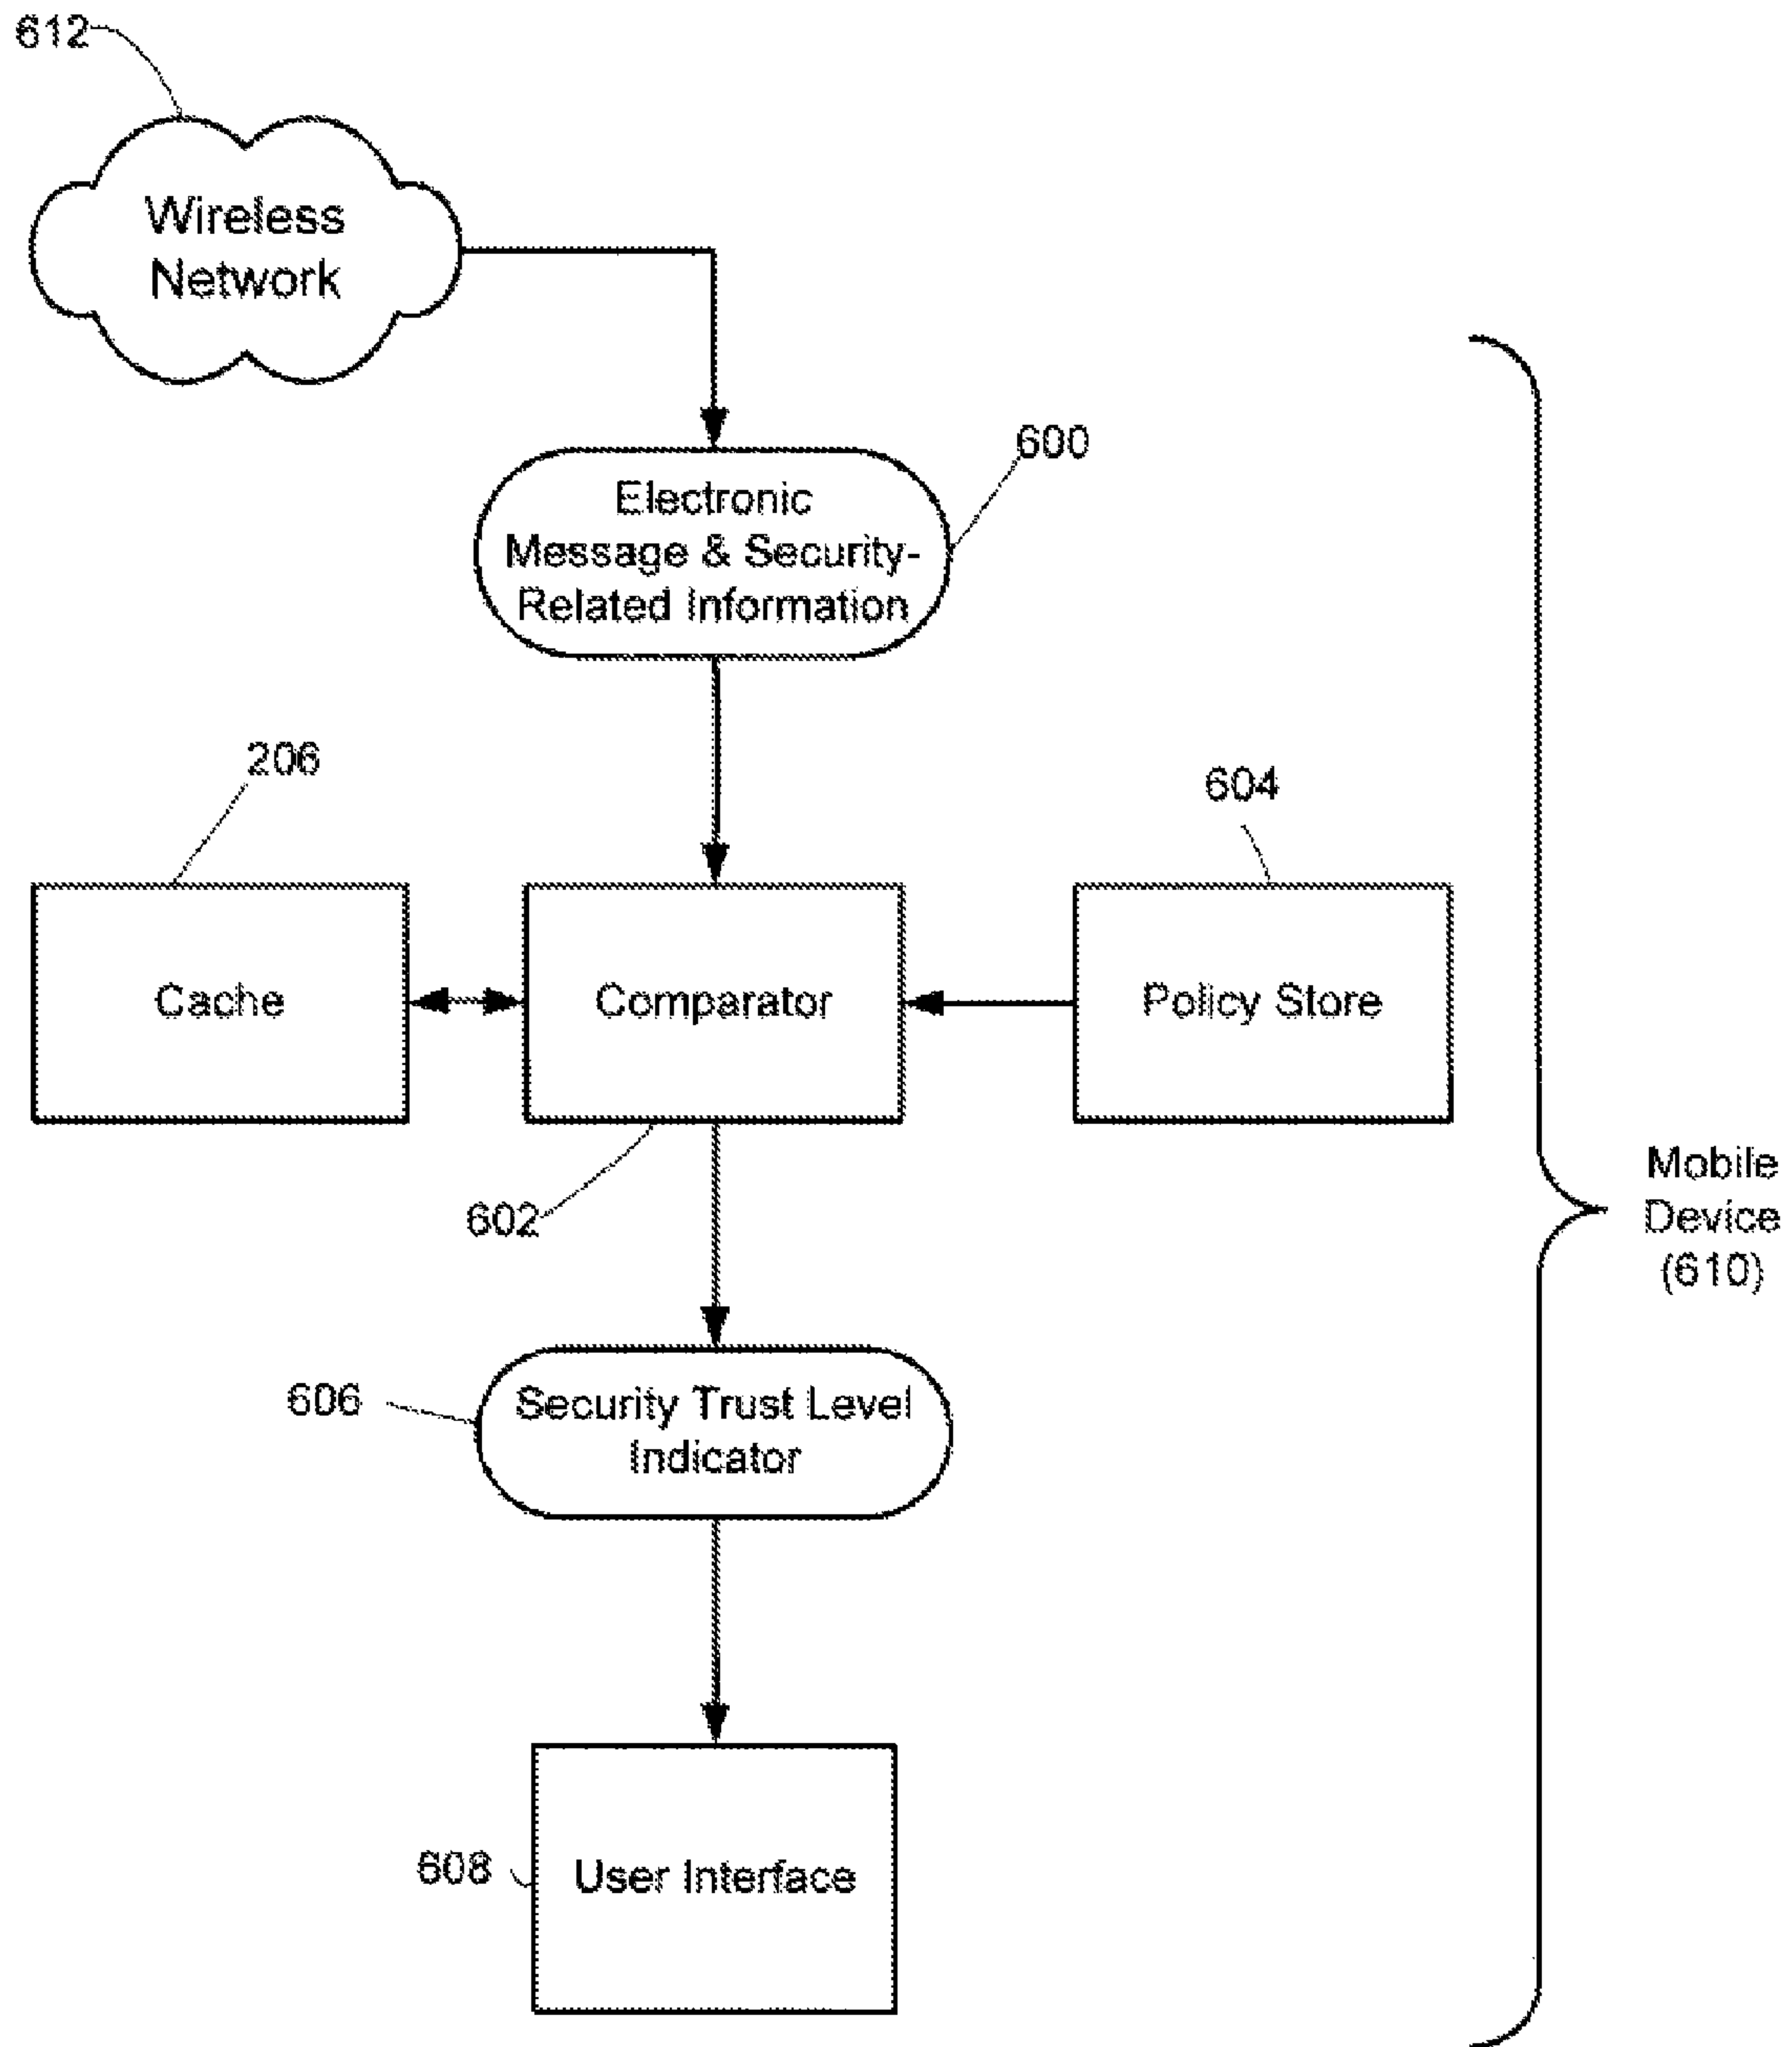 612
Wireless
Network
600
Electronic
Message & Security-
Related Information
206
604
Cache
Comparator
Policy Store
602
Mobile
Device
(610)
606
Security Trust Level
Indicator
608
User Interface